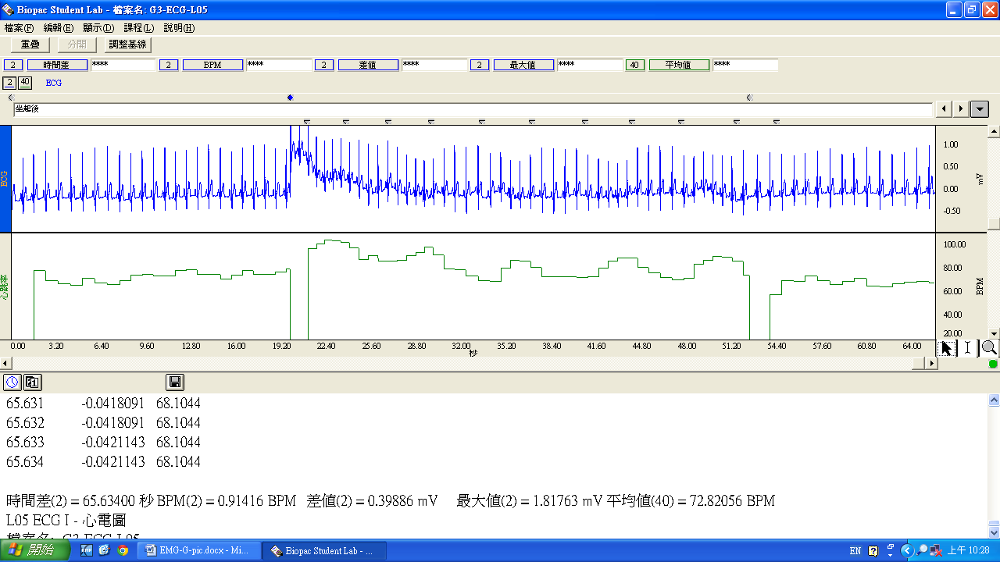 Biopac Student Lab - 檔案名: G3-ECG-L05
檔案(F) 編輯(E) 顯示(D) 課程(L) 說明(H)
重疊 分開 調整基線
2 時間差 **** 2 BPM **** 2 差值 **** 2 最大值 **** 40 平均值 ****
2 40 ECG
坐起後
ECG
1.00
0.50
0.00
-0.50
mV
心跳率
100.00
80.00
60.00
40.00
20.00
BPM
0.00 3.20 6.40 9.60 12.80 16.00 19.20 22.40 25.60 28.80 32.00 35.20 38.40 41.60 44.80 48.00 51.20 54.40 57.60 60.80 64.00
秒
65.631 -0.0418091 68.1044
65.632 -0.0418091 68.1044
65.633 -0.0421143 68.1044
65.634 -0.0421143 68.1044
時間差(2) = 65.63400 秒 BPM(2) = 0.91416 BPM 差值(2) = 0.39886 mV 最大值(2) = 1.81763 mV 平均值(40) = 72.82056 BPM
L05 ECG I - 心電圖
檔案名: G3-ECG-L05
開始 EMG-G-pic.docx - Mi... Biopac Student Lab - ... EN 上午 10:28